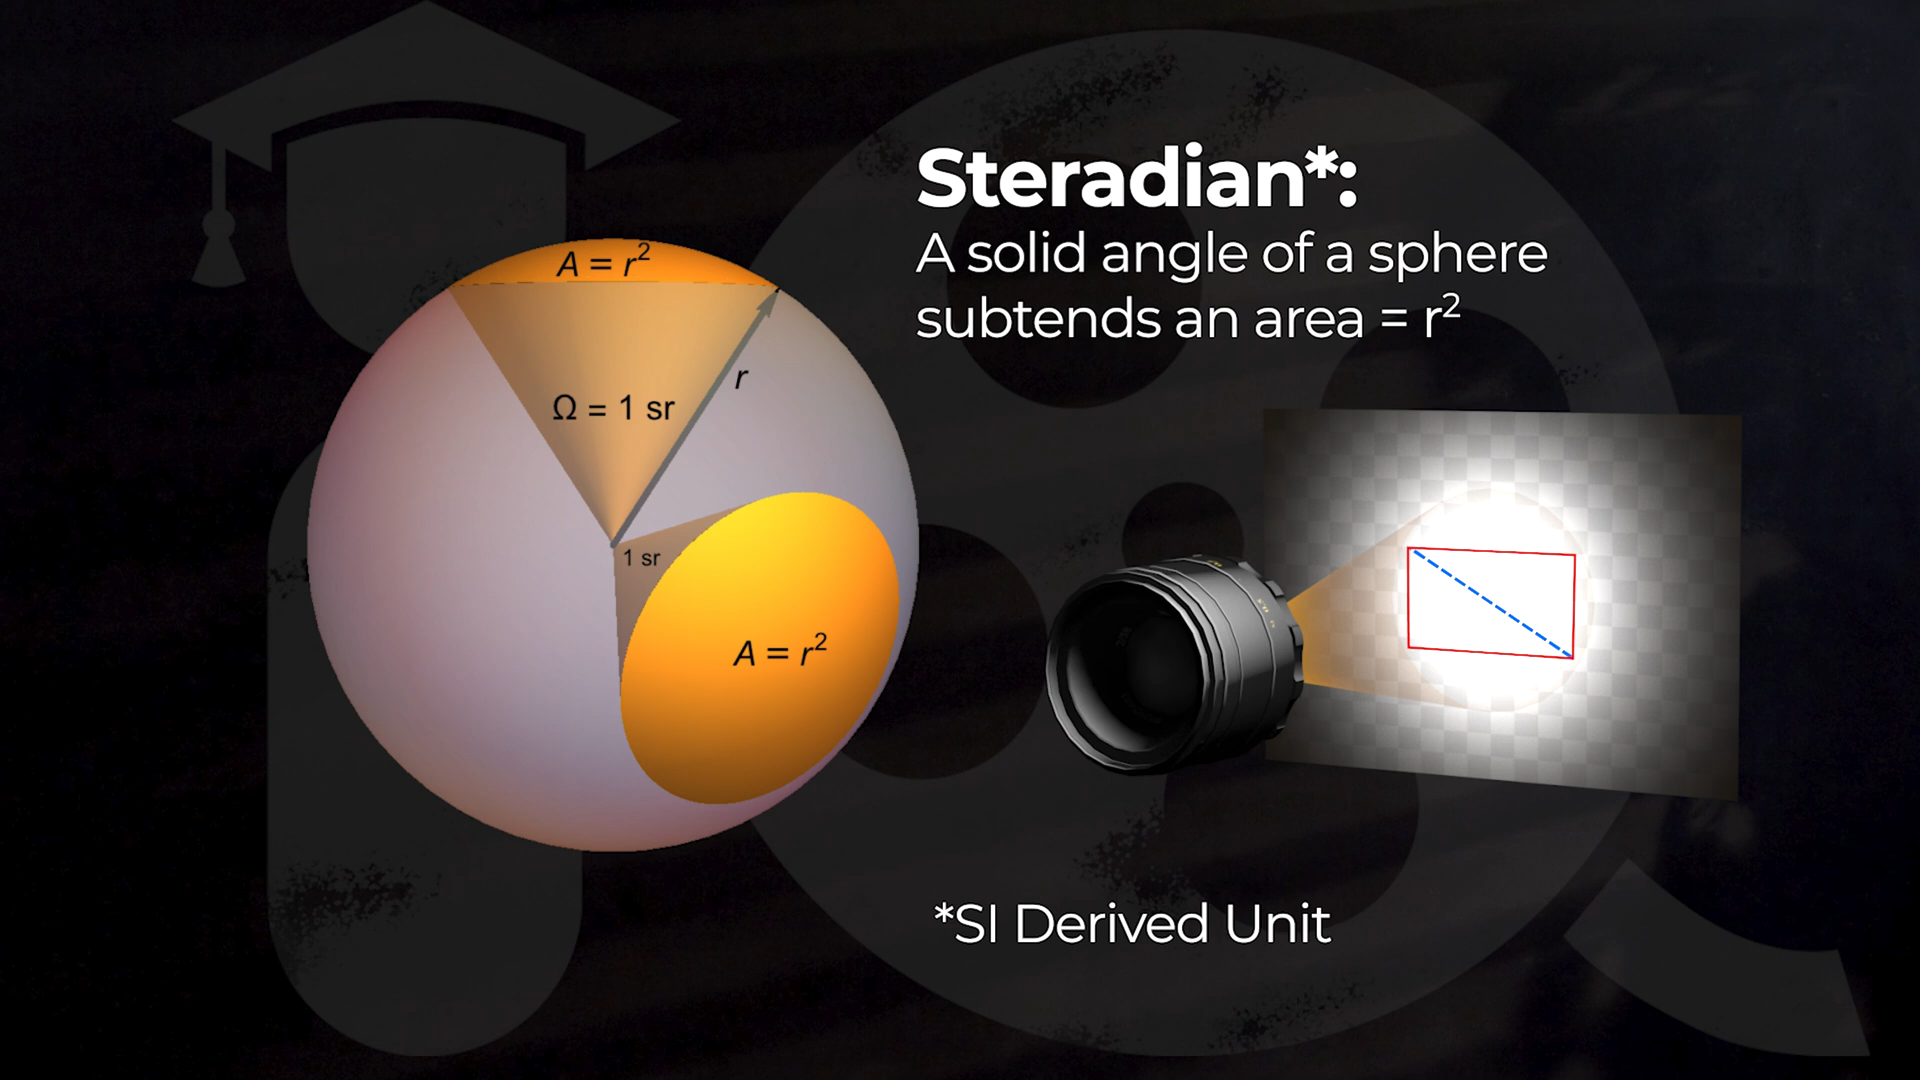 A = r²
Ω = 1 sr
r
1 sr
A = r²
Steradian*:
A solid angle of a sphere
subtends an area = r²
*SI Derived Unit